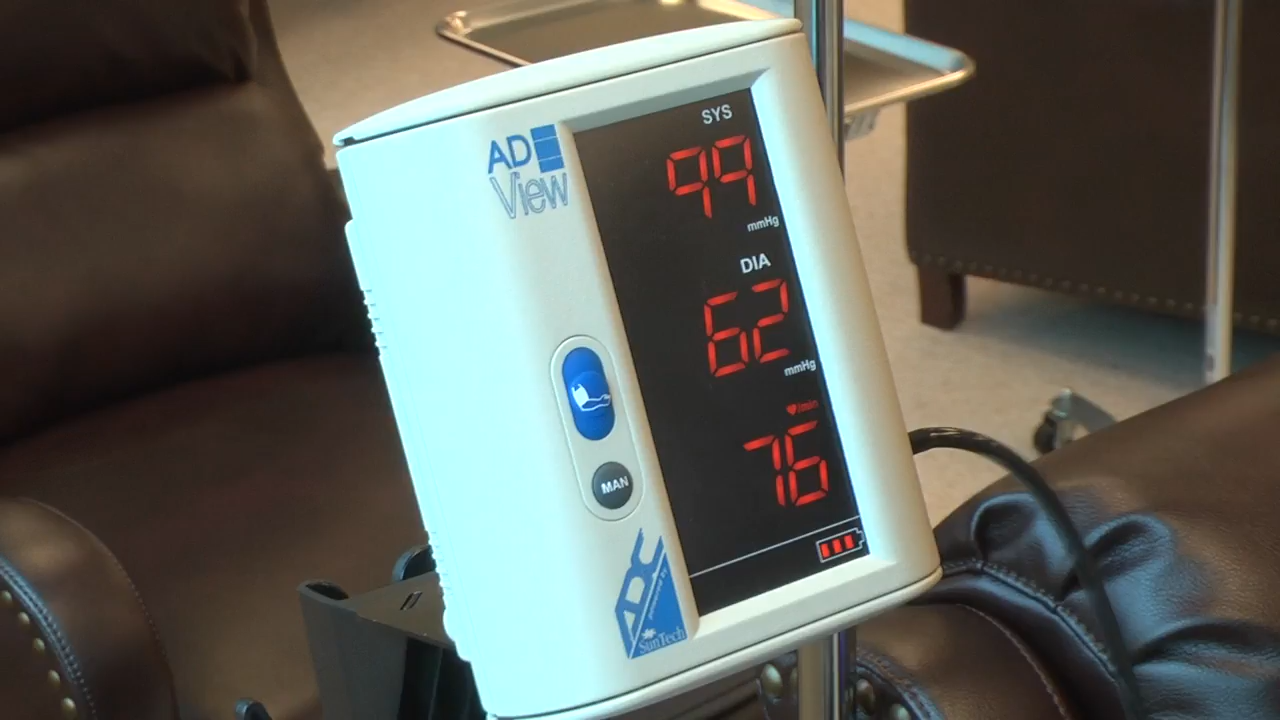 AD
View
SYS
99
mmHg
DIA
62
mmHg
♥/min
76
MAN
ADC
SunTech